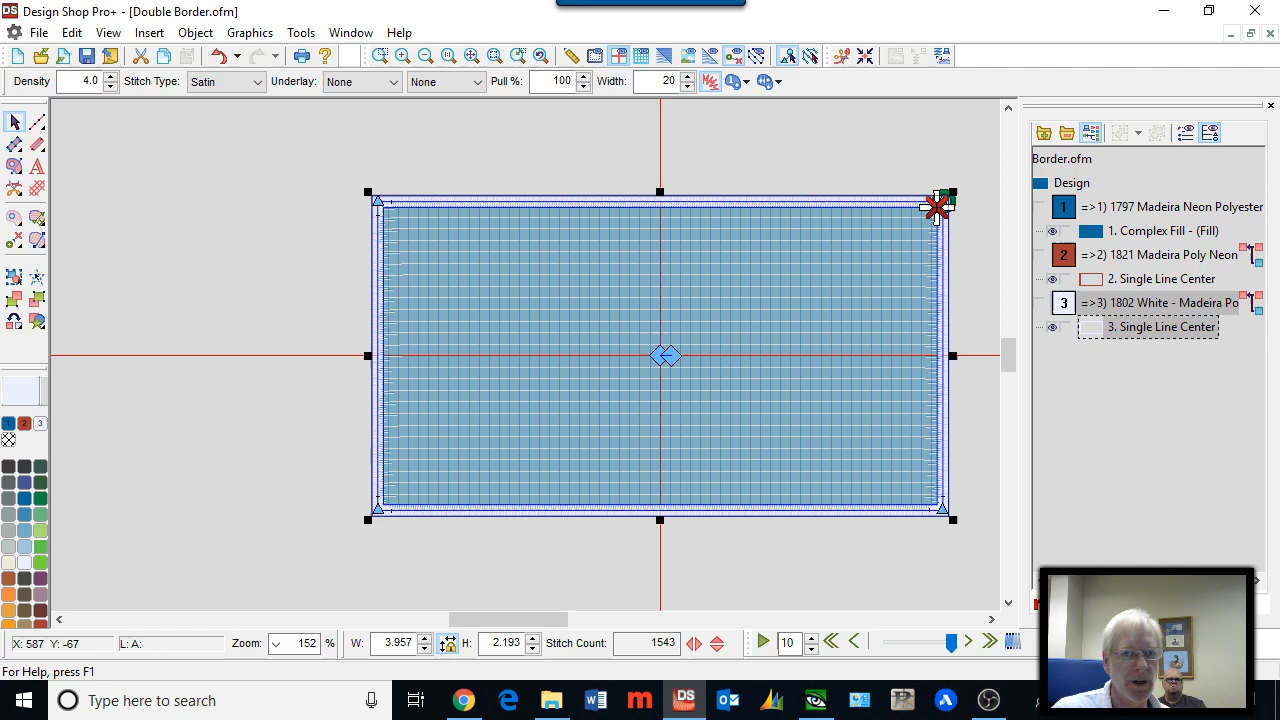 DS Design Shop Pro+ - [Double Border.ofm]
File Edit View Insert Object Graphics Tools Window Help
Density 4.0 Stitch Type: Satin Underlay: None None Pull %: 100 Width: 20
Border.ofm
Design
1 =>1) 1797 Madeira Neon Polyester
1. Complex Fill - (Fill)
2 =>2) 1821 Madeira Poly Neon
2. Single Line Center
3 =>3) 1802 White - Madeira Po
3. Single Line Center
1 2 3
X: 587 Y: -67 L: A: Zoom: 152 % W: 3.957 H: 2.193 Stitch Count: 1543 10
For Help, press F1
Type here to search